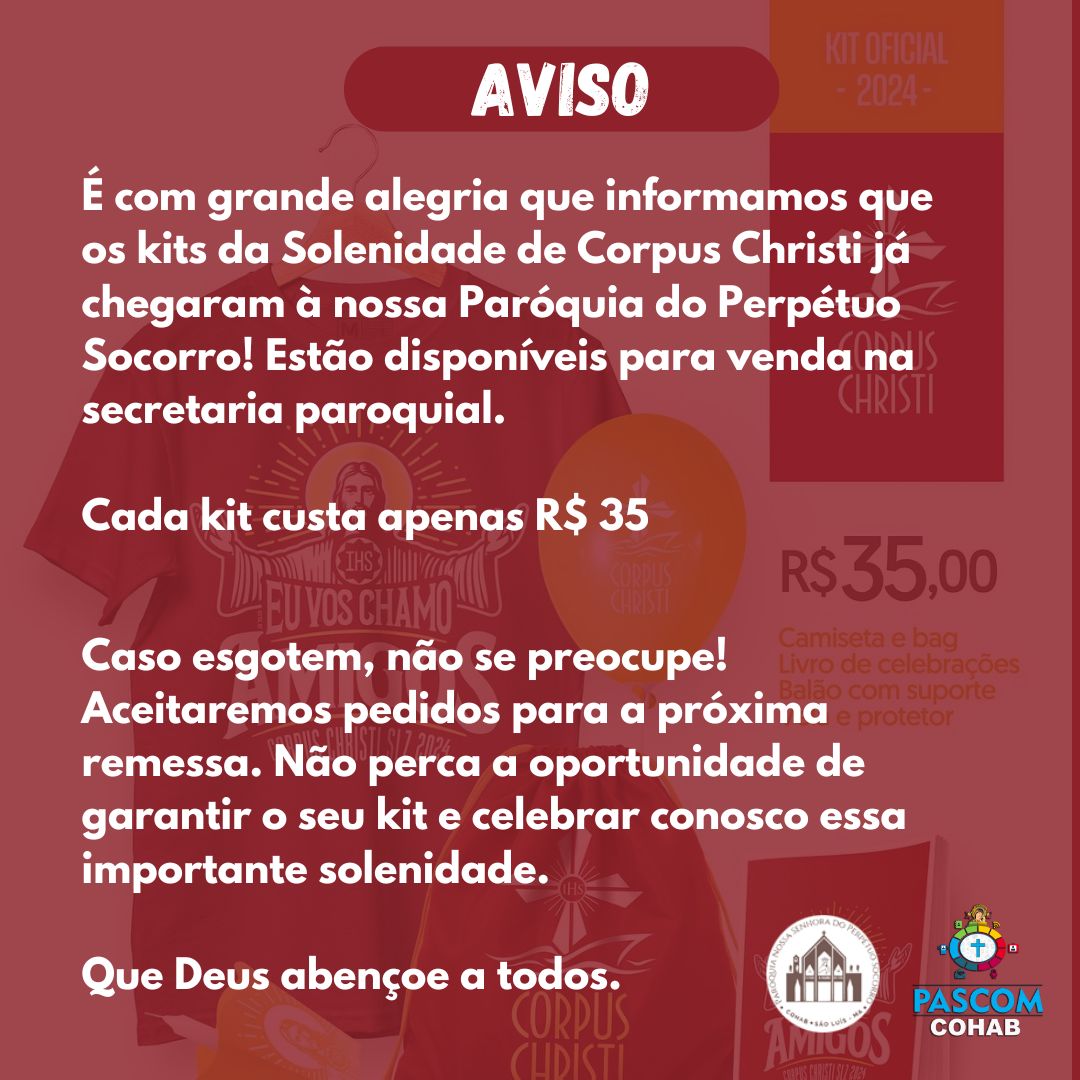 AVISO
KIT OFICIAL
- 2024 -
É com grande alegria que informamos que
os kits da Solenidade de Corpus Christi já
chegaram à nossa Paróquia do Perpétuo
Socorro! Estão disponíveis para venda na
secretaria paroquial.
CORPUS
CHRISTI
Cada kit custa apenas R$ 35
IHS
EU VOS CHAMO
AMIGOS
CORPUS CHRISTI SLZ 2024
CORPUS
CHRISTI
R$35,00
Camiseta e bag
Livro de celebrações
Balão com suporte
e protetor
Caso esgotem, não se preocupe!
Aceitaremos pedidos para a próxima
remessa. Não perca a oportunidade de
garantir o seu kit e celebrar conosco essa
importante solenidade.
Que Deus abençoe a todos.
IHS
CORPUS
CHRISTI
PARÓQUIA NOSSA SENHORA DO PERPÉTUO SOCORRO
COHAB • SÃO LUÍS - MA
AMIGOS
CORPUS CHRISTI SLZ 2024
PASCOM
COHAB